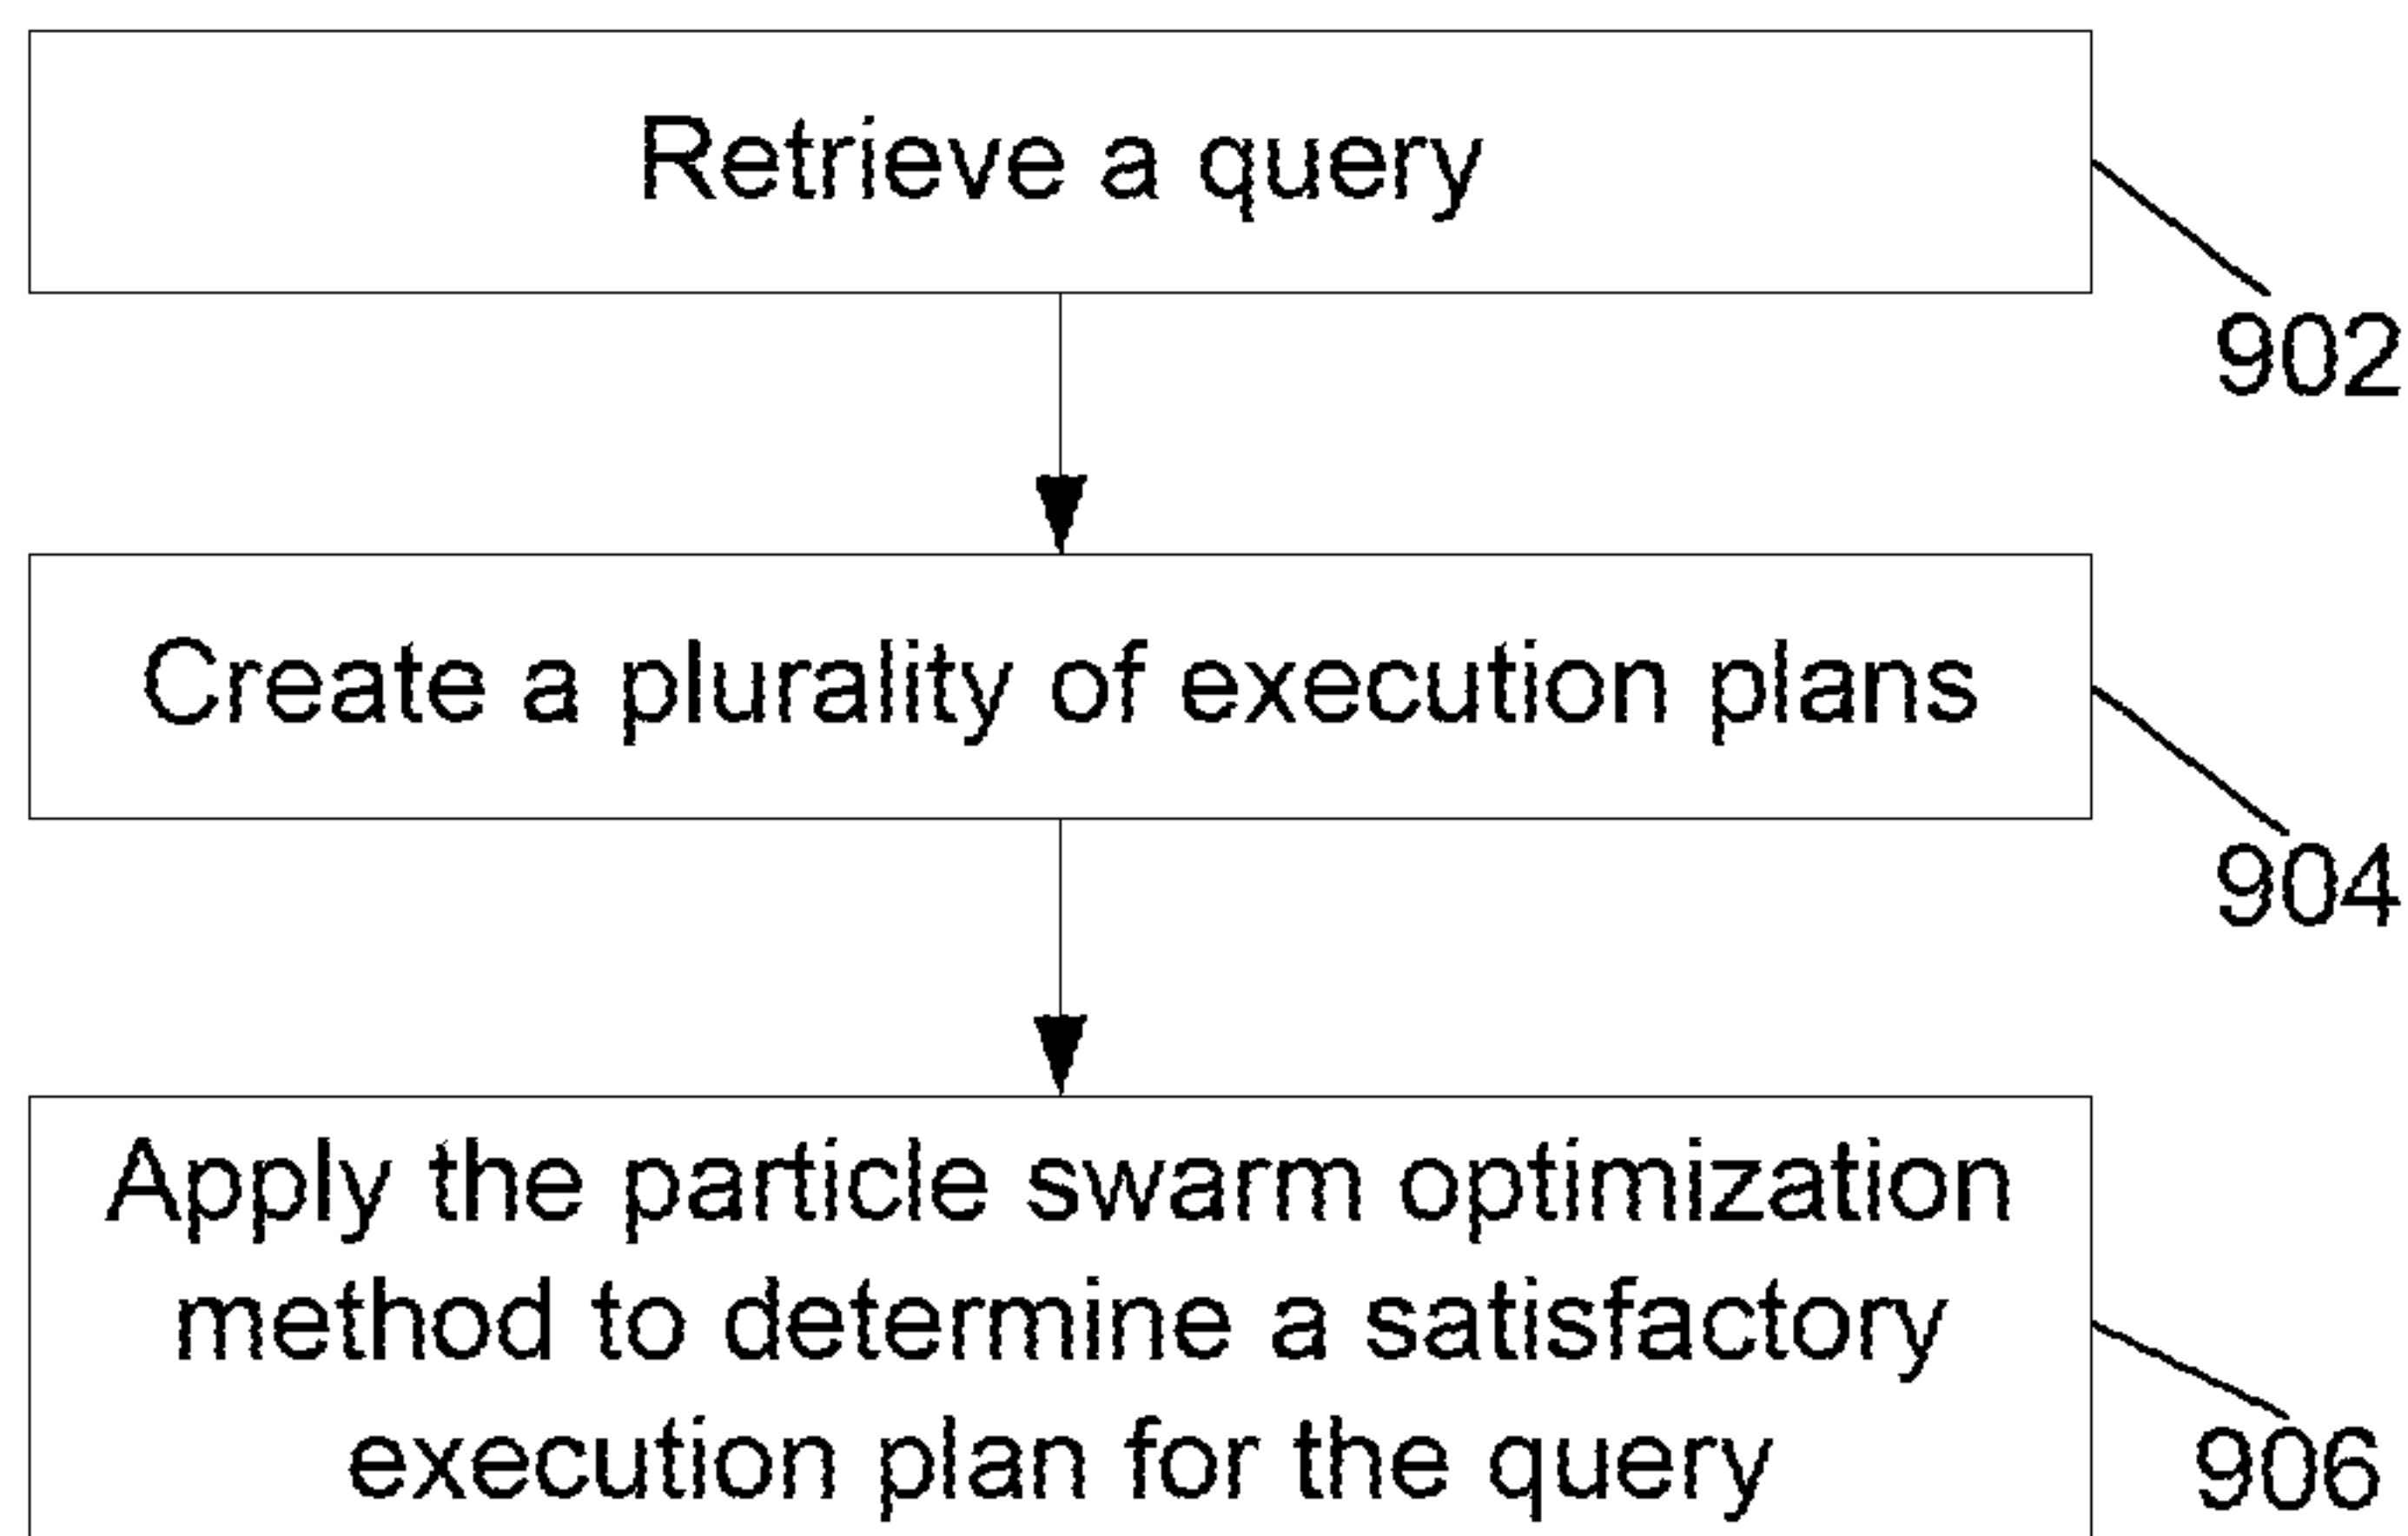 Retrieve a query
902
Create a plurality of execution plans
904
Apply the particle swarm optimization
method to determine a satisfactory
execution plan for the query
906